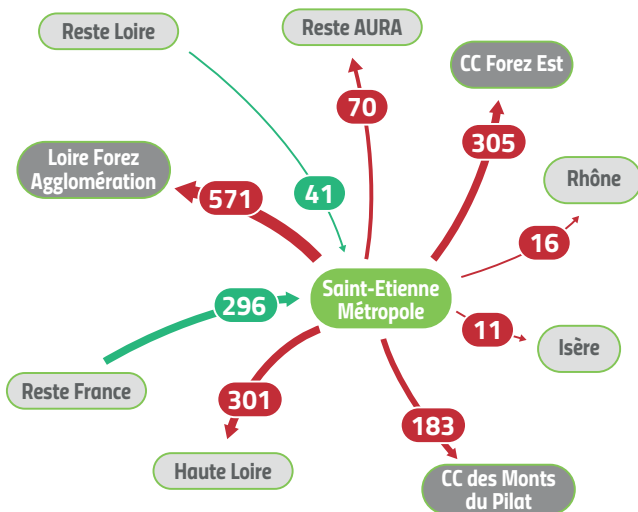 Reste Loire
Reste AURA
70
CC Forez Est
305
Loire Forez
Agglomération
571
41
Rhône
16
Saint-Etienne
Métropole
296
11
Isère
Reste France
301
183
Haute Loire
CC des Monts
du Pilat